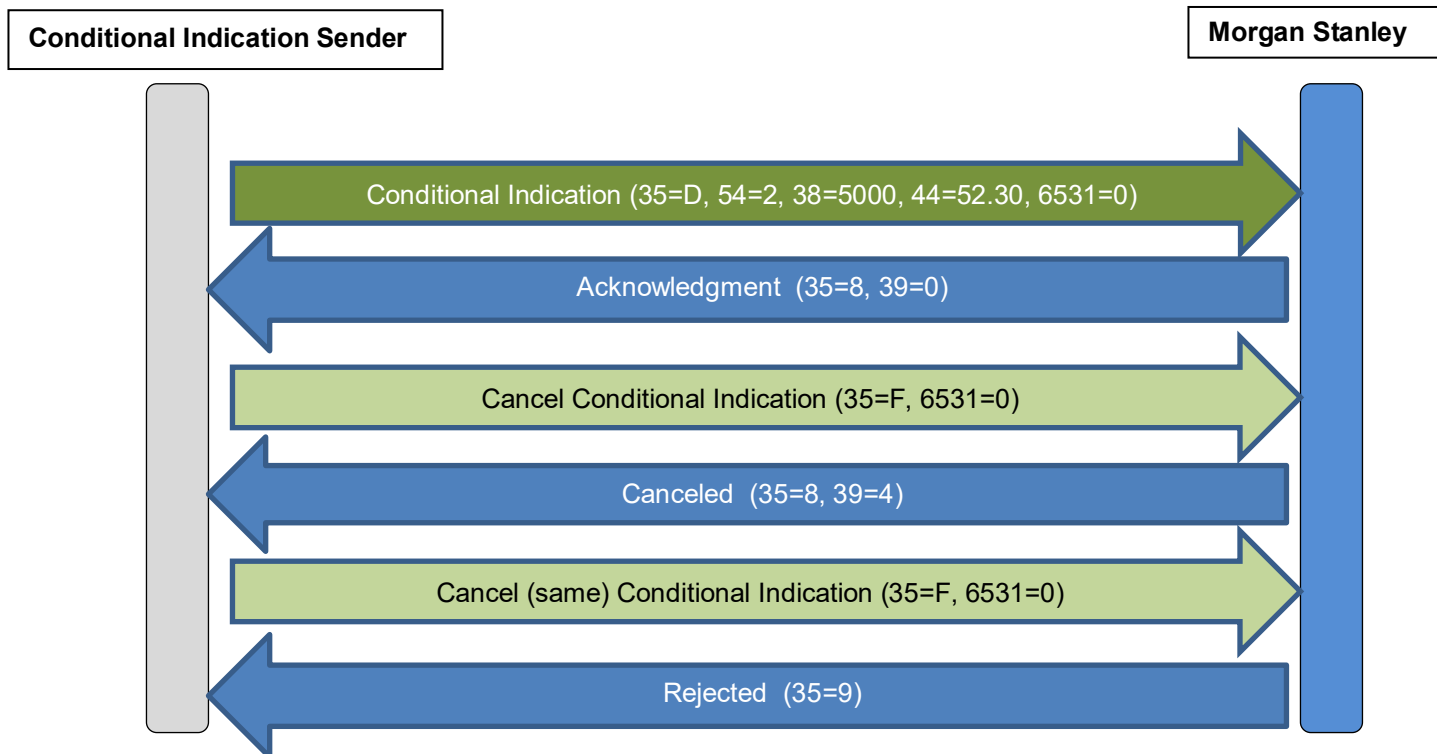 Conditional Indication Sender
Morgan Stanley
Conditional Indication (35=D, 54=2, 38=5000, 44=52.30, 6531=0)
Acknowledgment  (35=8, 39=0)
Cancel Conditional Indication (35=F, 6531=0)
Canceled  (35=8, 39=4)
Cancel (same) Conditional Indication (35=F, 6531=0)
Rejected  (35=9)